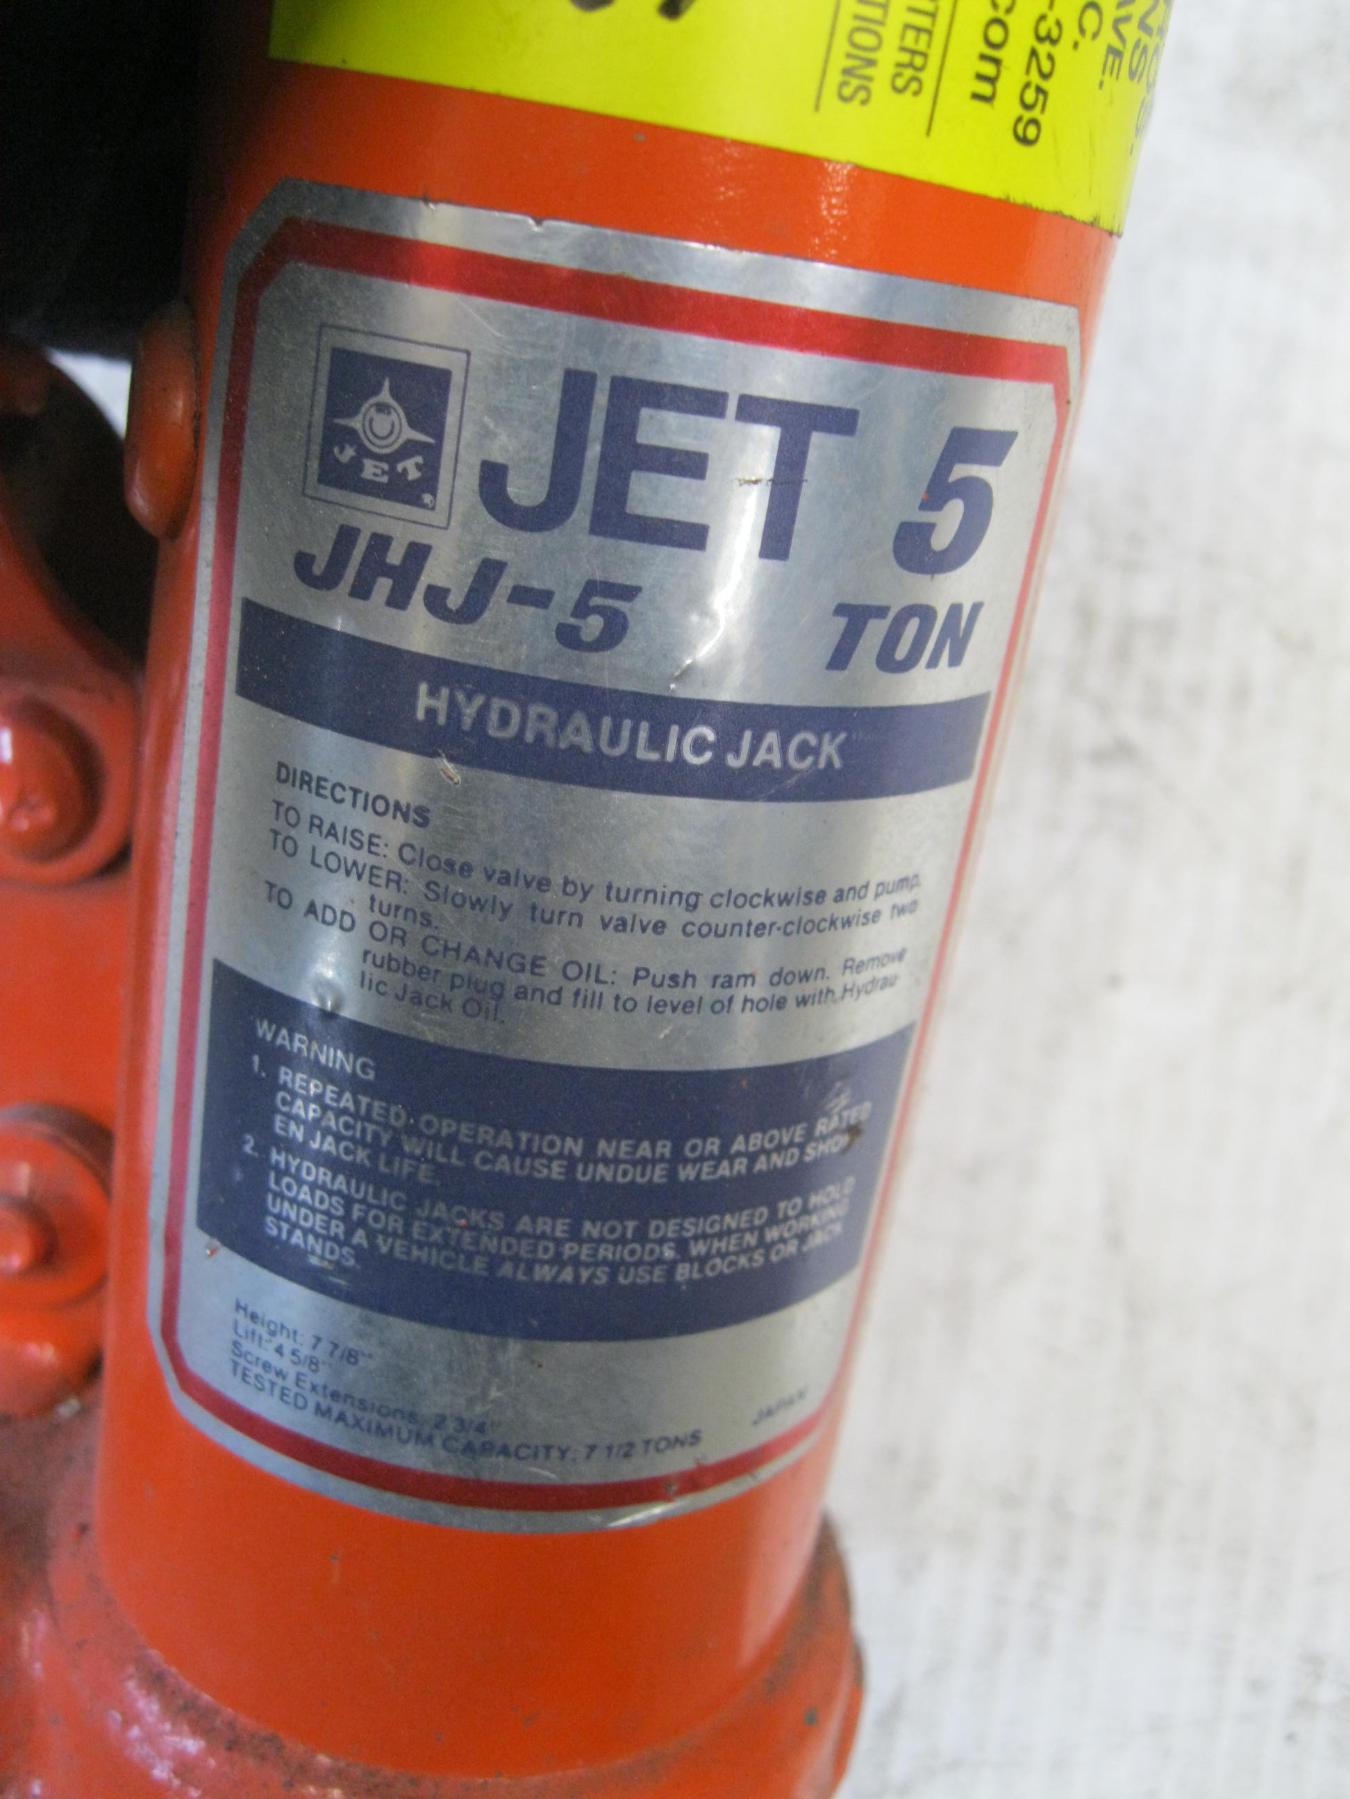 TIONS
TERS
com
-3259
C.
AVE.
NS
JET
®
JET 5
JHJ-5 TON
HYDRAULIC JACK
DIRECTIONS
TO RAISE: Close valve by turning clockwise and pump.
TO LOWER: Slowly turn valve counter-clockwise two
turns.
TO ADD OR CHANGE OIL: Push ram down. Remove
rubber plug and fill to level of hole with Hydrau-
lic Jack Oil.
WARNING
1. REPEATED OPERATION NEAR OR ABOVE RATED
CAPACITY WILL CAUSE UNDUE WEAR AND SHORT-
EN JACK LIFE.
2. HYDRAULIC JACKS ARE NOT DESIGNED TO HOLD
LOADS FOR EXTENDED PERIODS. WHEN WORKING
UNDER A VEHICLE ALWAYS USE BLOCKS OR JACK
STANDS.
Height: 7 7/8"
Lift: 4 5/8"
Screw Extensions: 2 3/4"
TESTED MAXIMUM CAPACITY: 7 1/2 TONS JAPAN